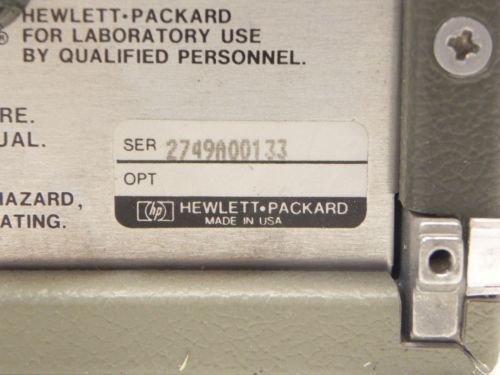 HEWLETT•PACKARD
® FOR LABORATORY USE
BY QUALIFIED PERSONNEL.
RE.
UAL.
HAZARD,
ATING.
SER 2749A00133
OPT
hp HEWLETT•PACKARD
MADE IN USA